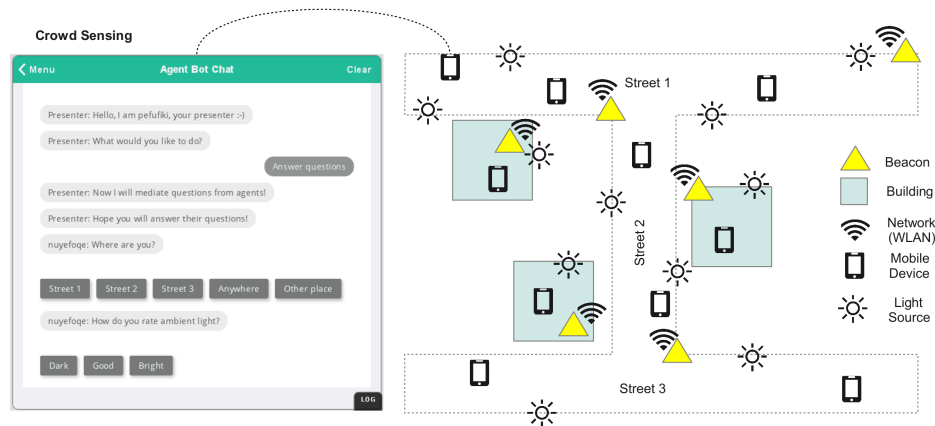 Crowd Sensing
Menu
Agent Bot Chat
Clear
Presenter: Hello, I am pefufiki, your presenter :-)
Presenter: What would you like to do?
Answer questions
Presenter: Now I will mediate questions from agents!
Presenter: Hope you will answer their questions!
nuyefoqe: Where are you?
Street 1
Street 2
Street 3
Anywhere
Other place
nuyefoqe: How do you rate ambient light?
Dark
Good
Bright
LOG
Street 1
Street 2
Street 3
Beacon
Building
Network
(WLAN)
Mobile
Device
Light
Source